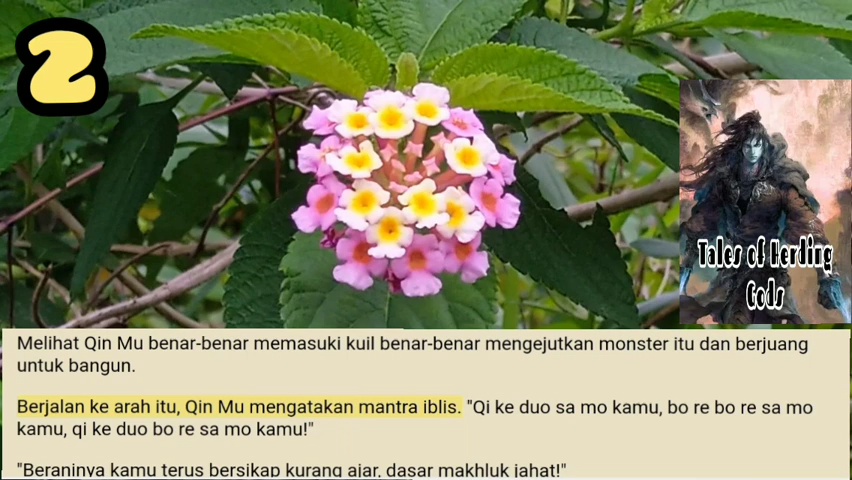 2
Tales of Herding
Gods
Melihat Qin Mu benar-benar memasuki kuil benar-benar mengejutkan monster itu dan berjuang
untuk bangun.
Berjalan ke arah itu, Qin Mu mengatakan mantra iblis. "Qi ke duo sa mo kamu, bo re bo re sa mo
kamu, qi ke duo bo re sa mo kamu!"
"Beraninya kamu terus bersikap kurang ajar, dasar makhluk jahat!"